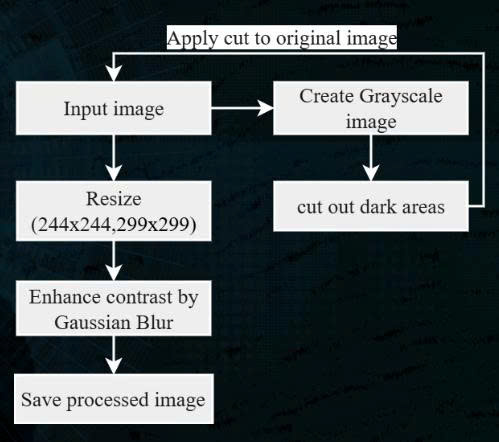 Apply cut to original image
Input image
Create Grayscale
image
Resize
(244x244,299x299)
cut out dark areas
Enhance contrast by
Gaussian Blur
Save processed image